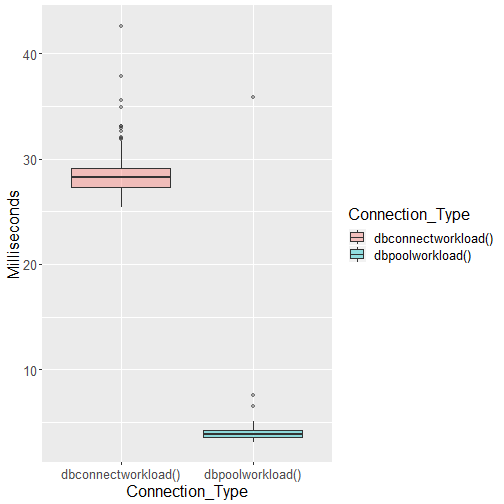 Milliseconds
40
30
20
10
dbconnectworkload()
dbpoolworkload()
Connection_Type
Connection_Type
dbconnectworkload()
dbpoolworkload()